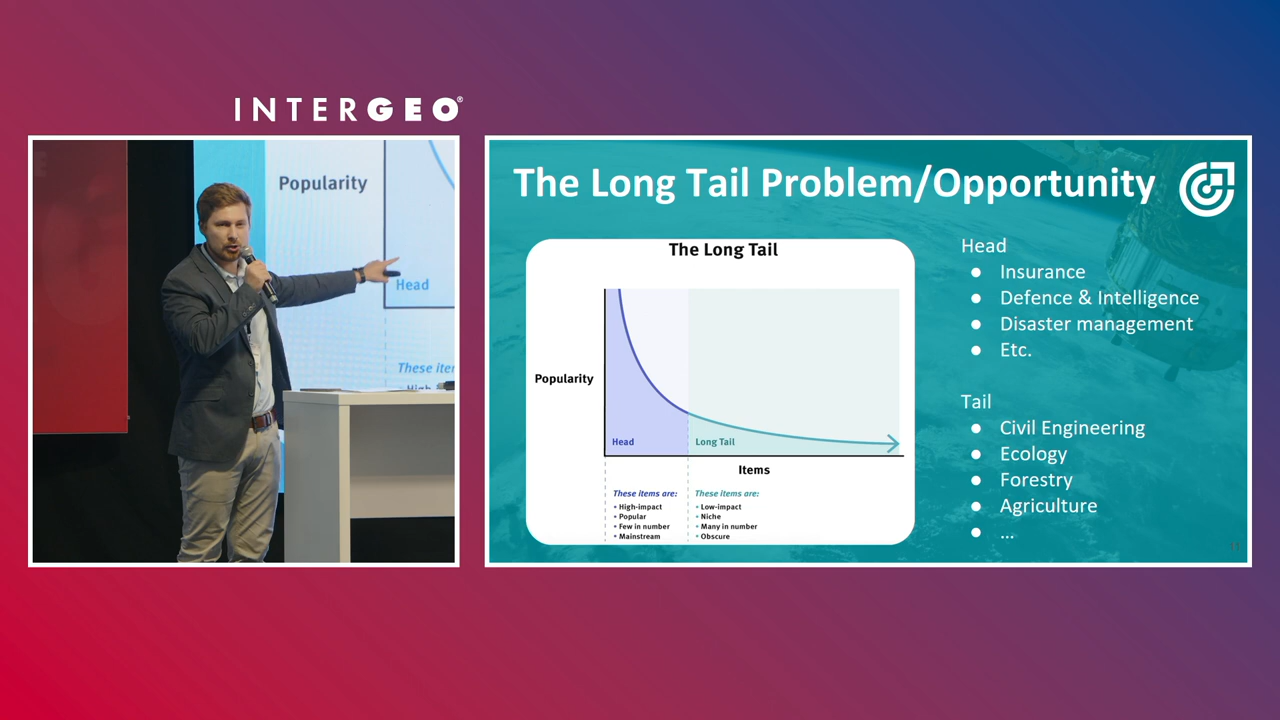 INTERGEO®
Popularity
Head
These iter
High
The Long Tail Problem/Opportunity
The Long Tail
Popularity
Head
Long Tail
Items
These items are:
• High-impact
• Popular
• Few in number
• Mainstream
These items are:
• Low-impact
• Niche
• Many in number
• Obscure
Head
● Insurance
● Defence & Intelligence
● Disaster management
● Etc.
Tail
● Civil Engineering
● Ecology
● Forestry
● Agriculture
● ...